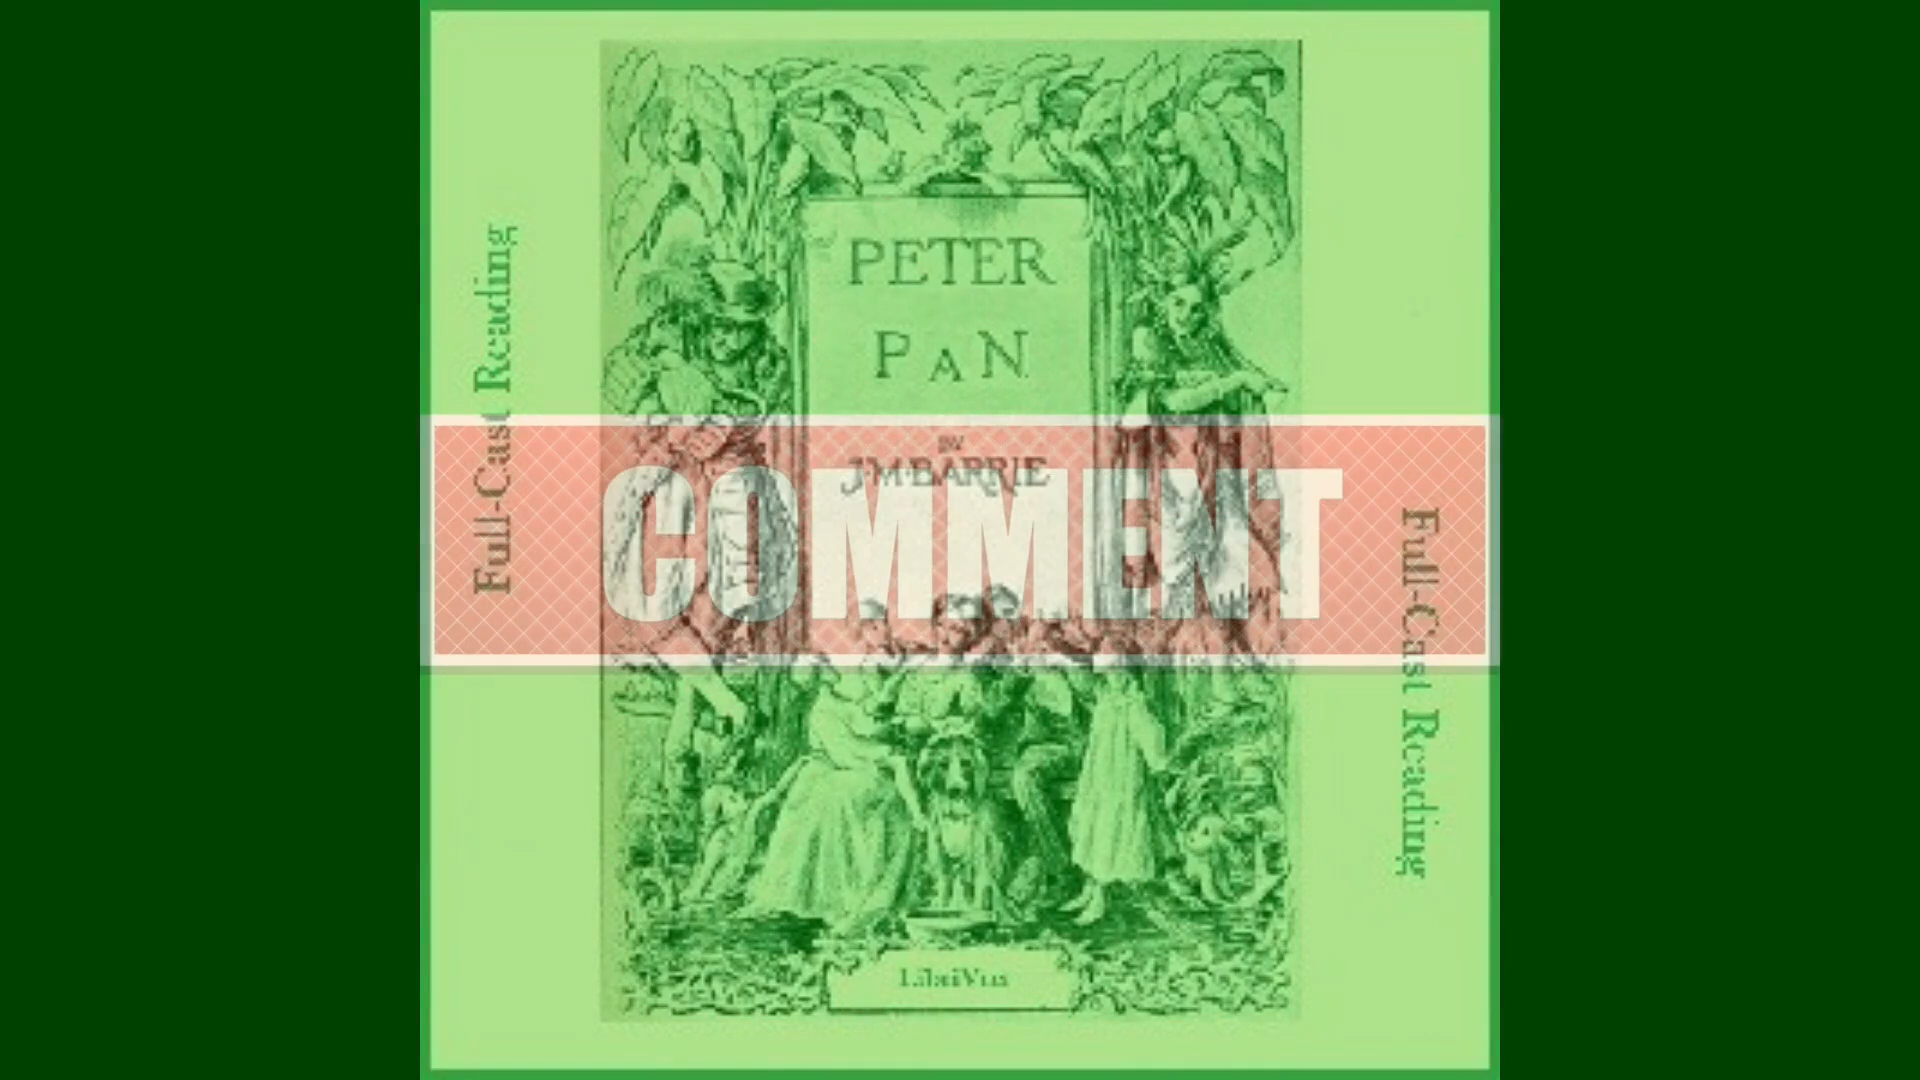 PETER
PAN
BY
J·M·BARRIE
COMMENT
Full-Cast Reading
Full-Cast Reading
LibriVox